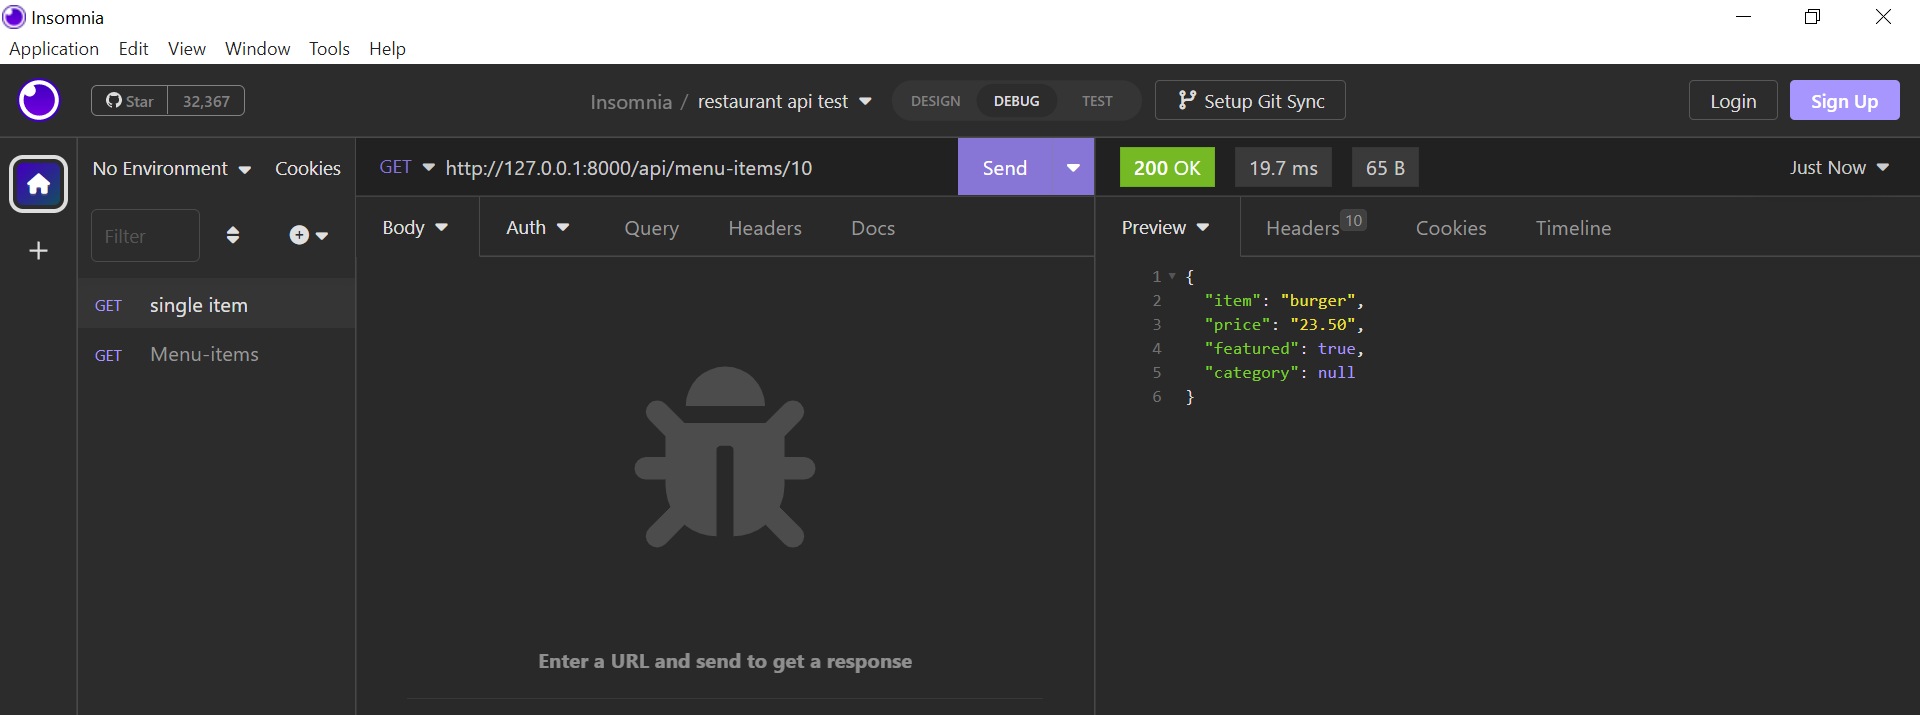 Insomnia
Application Edit View Window Tools Help
Star 32,367
Insomnia / restaurant api test
DESIGN DEBUG TEST
Setup Git Sync
Login
Sign Up
No Environment Cookies
GET http://127.0.0.1:8000/api/menu-items/10
Send
200 OK 19.7 ms 65 B
Just Now
Filter
Body Auth Query Headers Docs
Preview Headers 10 Cookies Timeline
GET single item
GET Menu-items
1 {
2 "item": "burger",
3 "price": "23.50",
4 "featured": true,
5 "category": null
6 }
Enter a URL and send to get a response